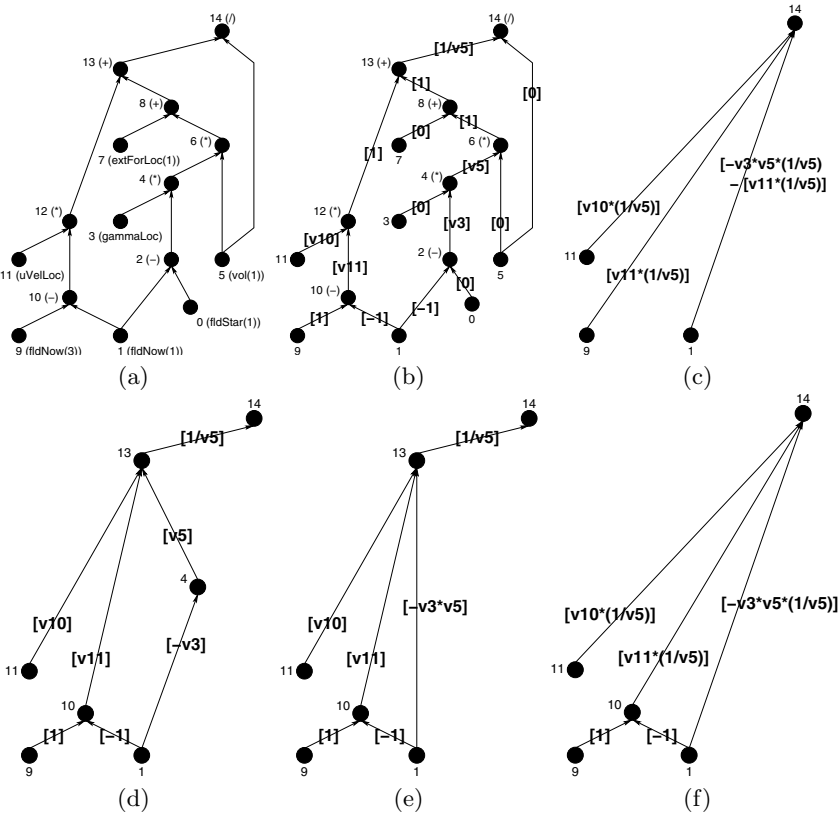 14 (/)
13 (+)
8 (+)
7 (extForLoc(1))
6 (*)
4 (*)
3 (gammaLoc)
12 (*)
11 (uVelLoc)
2 (−)
5 (vol(1))
10 (−)
0 (fldStar(1))
9 (fldNow(3))
1 (fldNow(1))
(a)
14 (/)
[1/v5]
13 (+)
[1]
8 (+)
[0]
[0]
[1]
7
6 (*)
[1]
4 (*)
[v5]
[0]
3
[v3]
[0]
12 (*)
[v10]
11
2 (−)
5
[v11]
[0]
10 (−)
0
[1]
[−1]
[−1]
9
1
(b)
14
[−v3*v5*(1/v5)
− [v11*(1/v5)]
[v10*(1/v5)]
11
[v11*(1/v5)]
9
1
(c)
14
[1/v5]
13
[v5]
4
[v10]
[−v3]
11
[v11]
10
[1]
[−1]
9
1
(d)
14
[1/v5]
13
[−v3*v5]
[v10]
11
[v11]
10
[1]
[−1]
9
1
(e)
14
[−v3*v5*(1/v5)]
[v10*(1/v5)]
11
[v11*(1/v5)]
10
[1]
[−1]
9
1
(f)